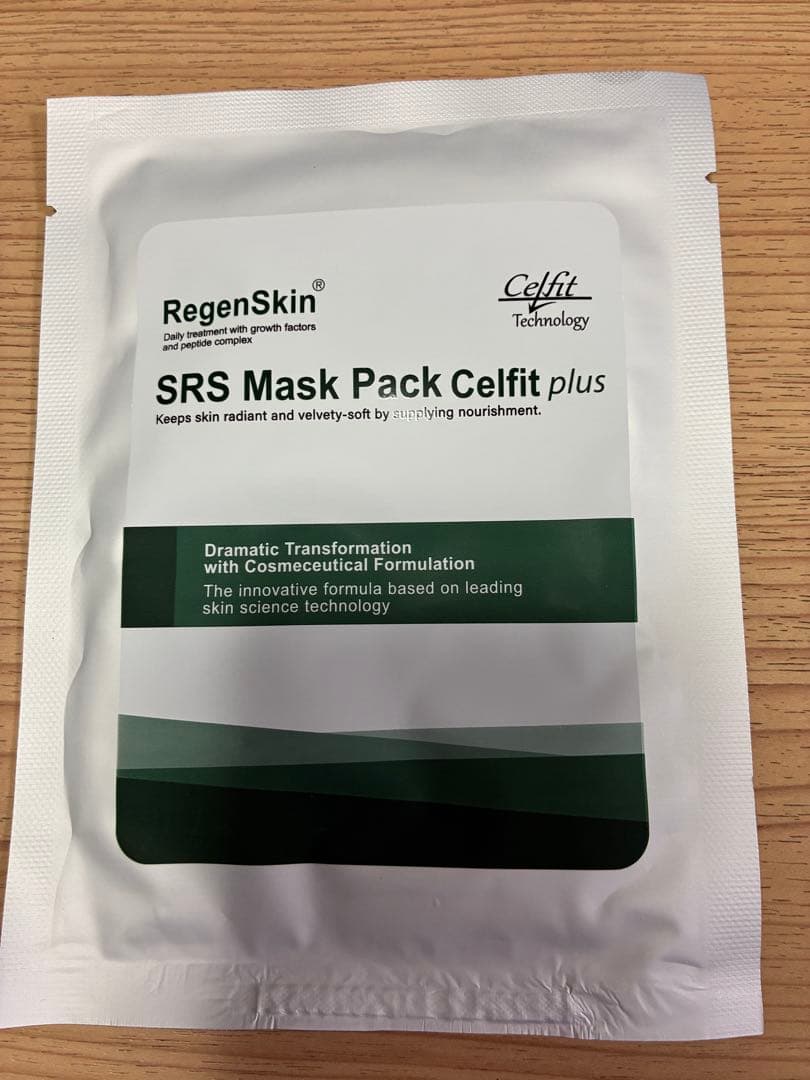 RegenSkin®
Daily treatment with growth factors
and peptide complex
Celfit
Technology
SRS Mask Pack Celfit plus
Keeps skin radiant and velvety-soft by supplying nourishment.
Dramatic Transformation
with Cosmeceutical Formulation
The innovative formula based on leading
skin science technology